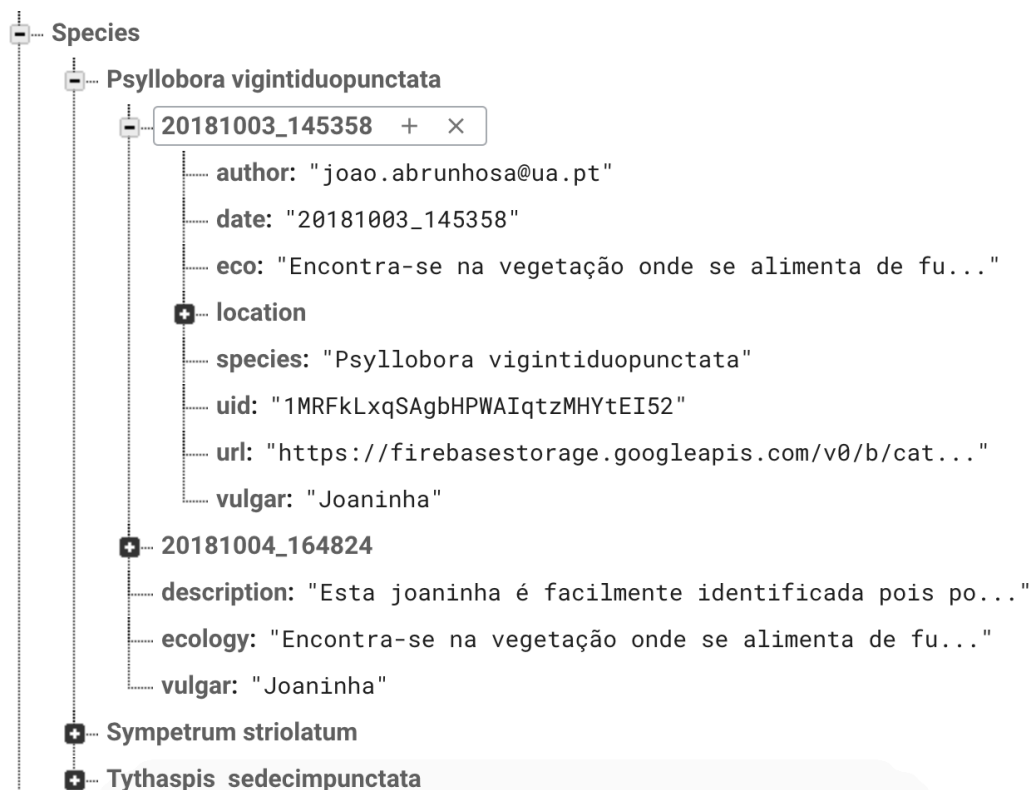 Species
Psyllobora vigintiduopunctata
20181003_145358 + ×
author: "joao.abrunhosa@ua.pt"
date: "20181003_145358"
eco: "Encontra-se na vegetação onde se alimenta de fu..."
location
species: "Psyllobora vigintiduopunctata"
uid: "1MRFkLxqSAgbHPWAIqtzMHYtEI52"
url: "https://firebasestorage.googleapis.com/v0/b/cat..."
vulgar: "Joaninha"
20181004_164824
description: "Esta joaninha é facilmente identificada pois po..."
ecology: "Encontra-se na vegetação onde se alimenta de fu..."
vulgar: "Joaninha"
Sympetrum striolatum
Tythaspis sedecimpunctata